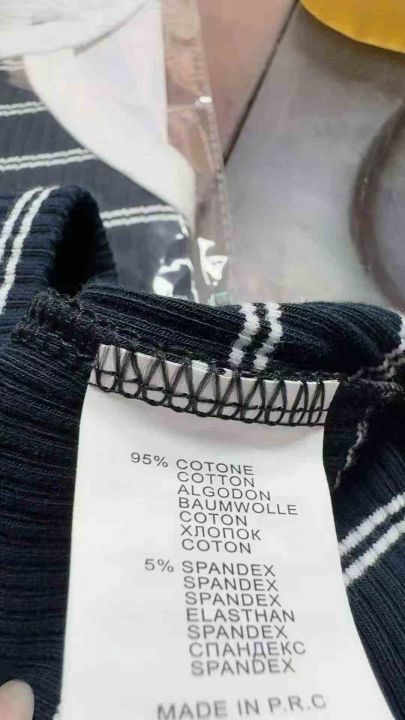 95% COTONE
COTTON
ALGODON
BAUMWOLLE
COTON
ХЛОПОК
COTON
5% SPANDEX
SPANDEX
SPANDEX
ELASTHAN
SPANDEX
СПАНДЕКС
SPANDEX
MADE IN P.R.C